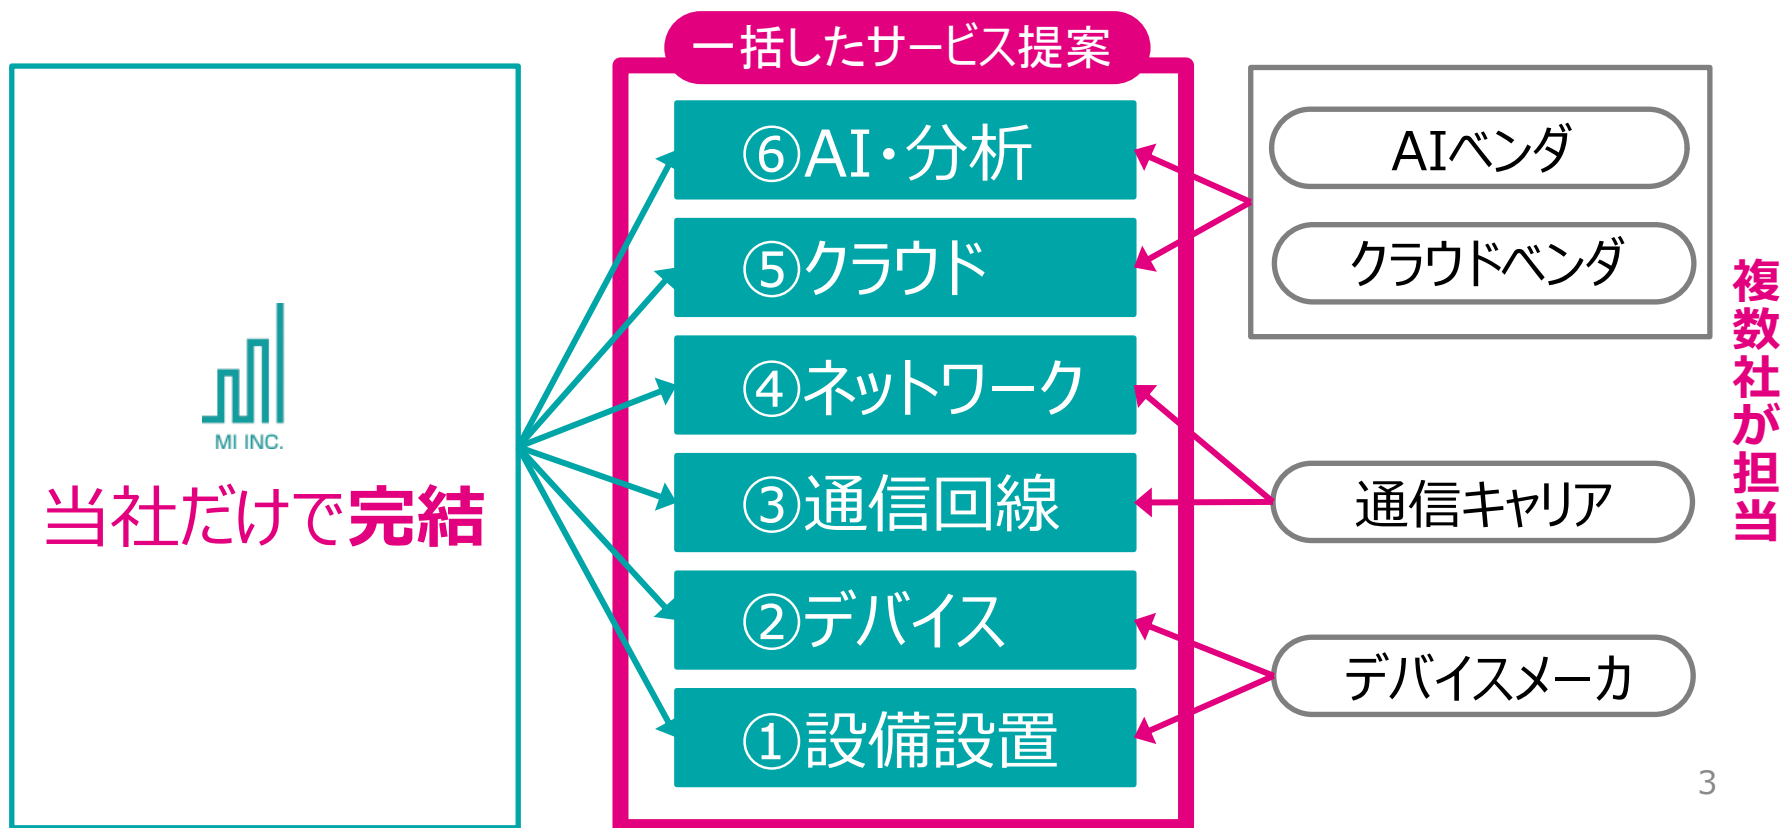 一括したサービス提案
MI INC.
当社だけで完結
⑥AI・分析
⑤クラウド
④ネットワーク
③通信回線
②デバイス
①設備設置
AIベンダ
クラウドベンダ
通信キャリア
デバイスメーカ
複数社が担当
3